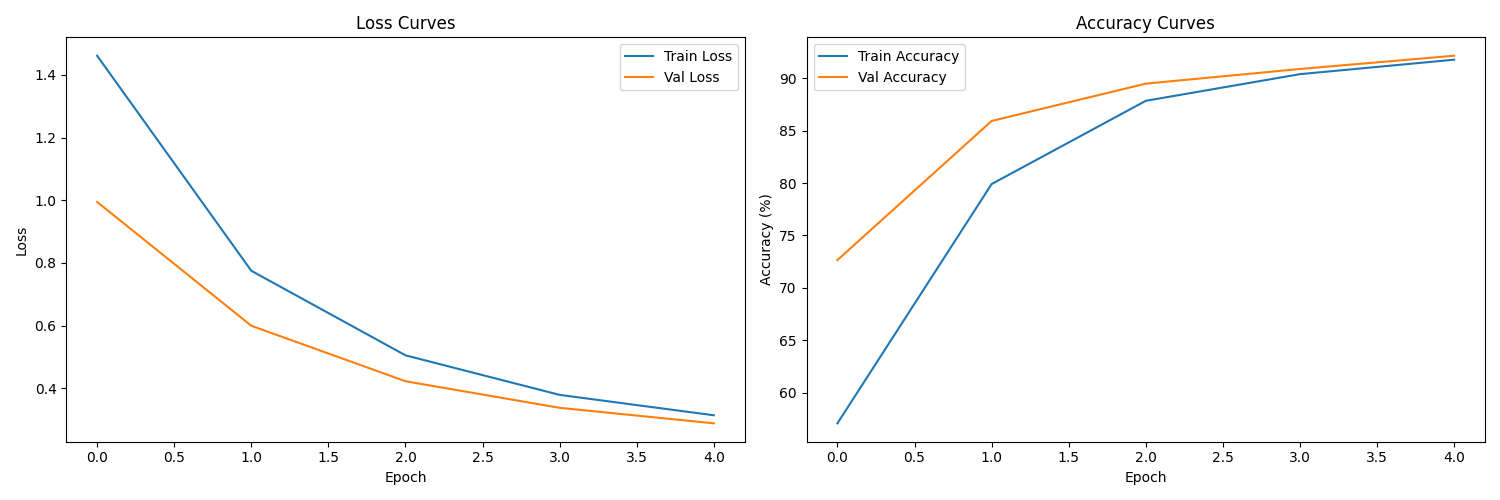 Loss Curves
Train Loss
Val Loss
1.4
1.2
1.0
0.8
0.6
0.4
Loss
0.0 0.5 1.0 1.5 2.0 2.5 3.0 3.5 4.0
Epoch
Accuracy Curves
Train Accuracy
Val Accuracy
90
85
80
75
70
65
60
Accuracy (%)
0.0 0.5 1.0 1.5 2.0 2.5 3.0 3.5 4.0
Epoch